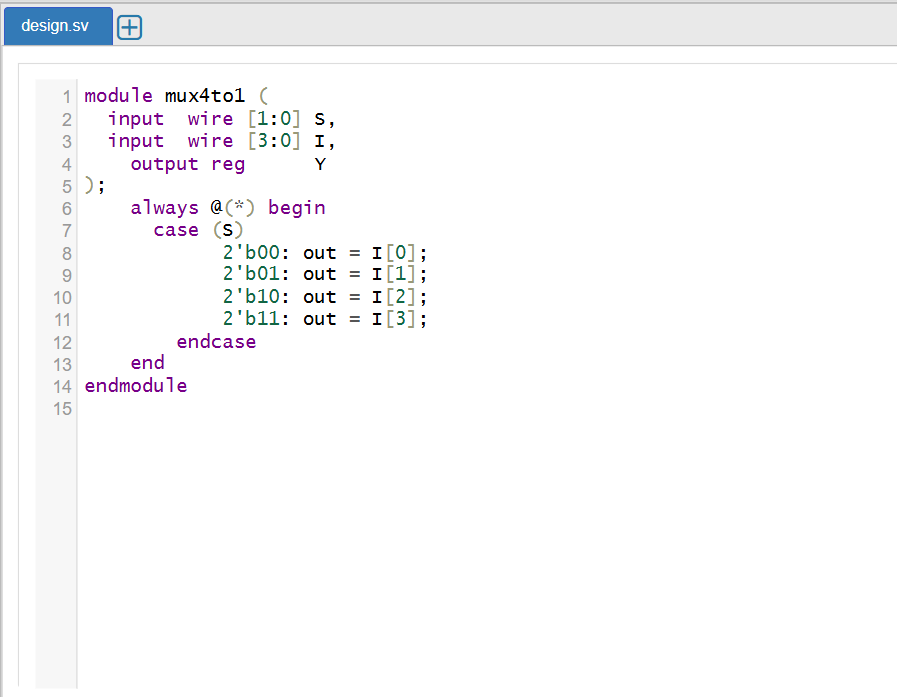 design.sv
1 module mux4to1 (
2   input  wire [1:0] S,
3   input  wire [3:0] I,
4     output reg      Y
5 );
6     always @(*) begin
7       case (S)
8             2'b00: out = I[0];
9             2'b01: out = I[1];
10             2'b10: out = I[2];
11             2'b11: out = I[3];
12         endcase
13     end
14 endmodule
15